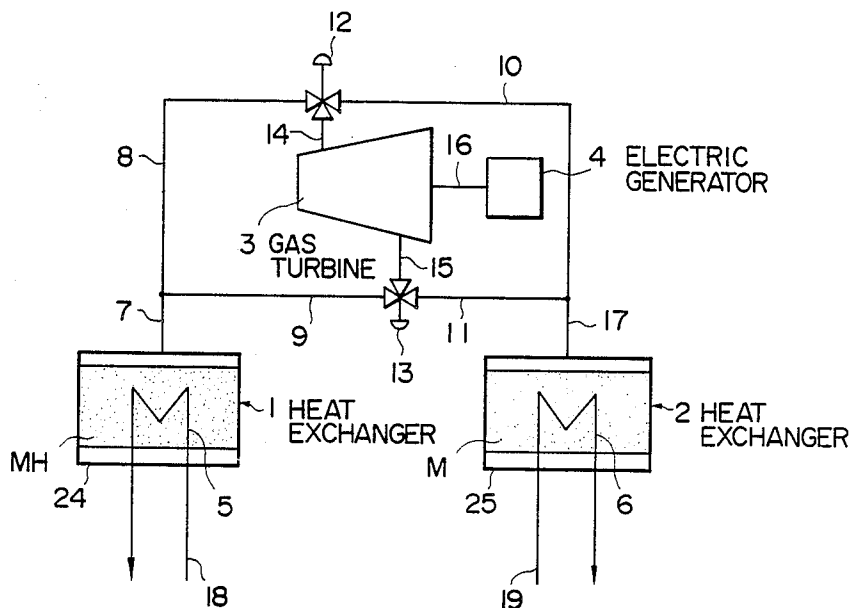 12
10
14
8
16
4 ELECTRIC
GENERATOR
3 GAS
TURBINE
15
7
9
11
17
13
1 HEAT
EXCHANGER
2 HEAT
EXCHANGER
MH
M
24
5
25
6
18
19